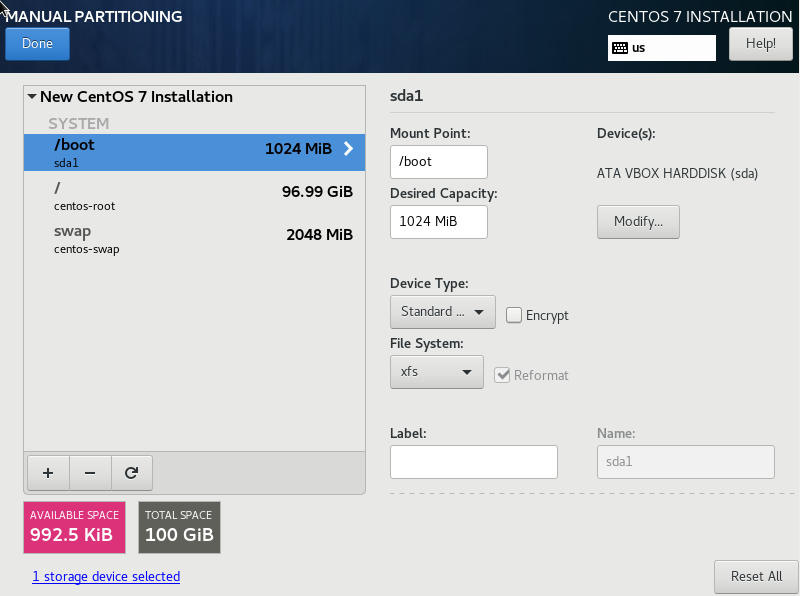 MANUAL PARTITIONING
CENTOS 7 INSTALLATION
Done
us
Help!
New CentOS 7 Installation
SYSTEM
/boot
1024 MiB
sda1
/
96.99 GiB
centos-root
swap
2048 MiB
centos-swap
+ −
AVAILABLE SPACE
992.5 KiB
TOTAL SPACE
100 GiB
1 storage device selected
sda1
Mount Point:
/boot
Desired Capacity:
1024 MiB
Device(s):
ATA VBOX HARDDISK (sda)
Modify...
Device Type:
Standard ...
Encrypt
File System:
xfs
Reformat
Label:
Name:
sda1
Reset All